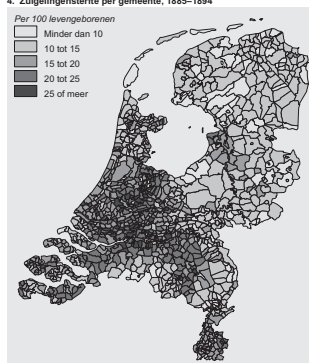 4. Zuigelingensterfte per gemeente, 1885–1894
Per 100 levengeborenen
Minder dan 10
10 tot 15
15 tot 20
20 tot 25
25 of meer